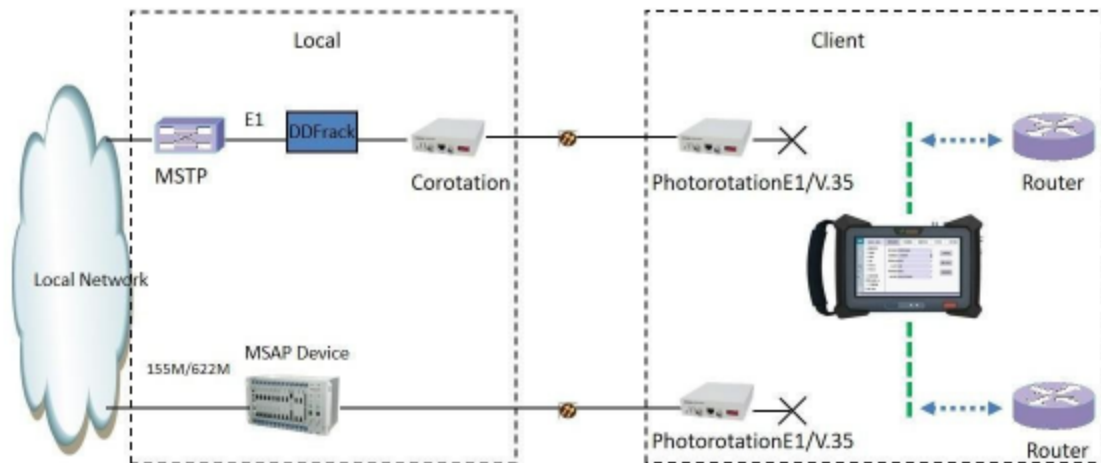 Local
Client
E1
DDFrack
MSTP
Corotation
PhotorotationE1/V.35
Router
Local Network
155M/622M
MSAP Device
PhotorotationE1/V.35
Router